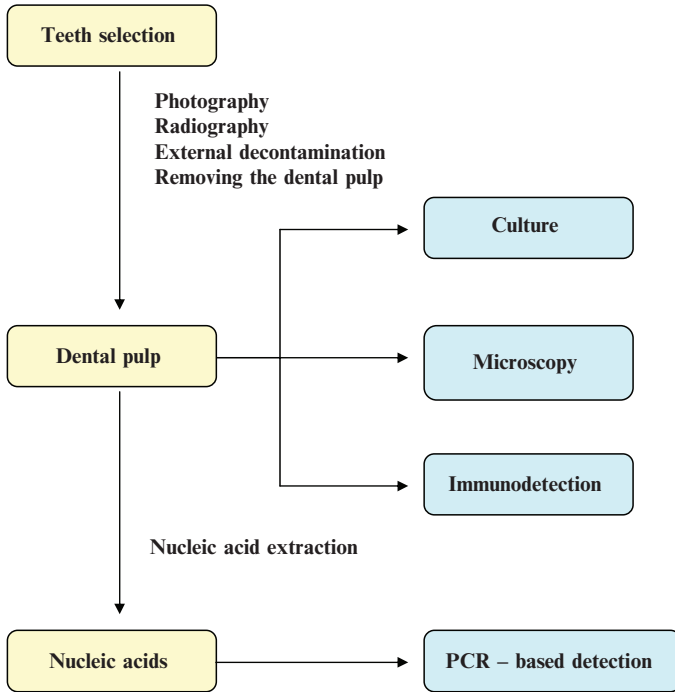 Teeth selection
Photography
Radiography
External decontamination
Removing the dental pulp
Culture
Dental pulp
Microscopy
Immunodetection
Nucleic acid extraction
Nucleic acids
PCR – based detection